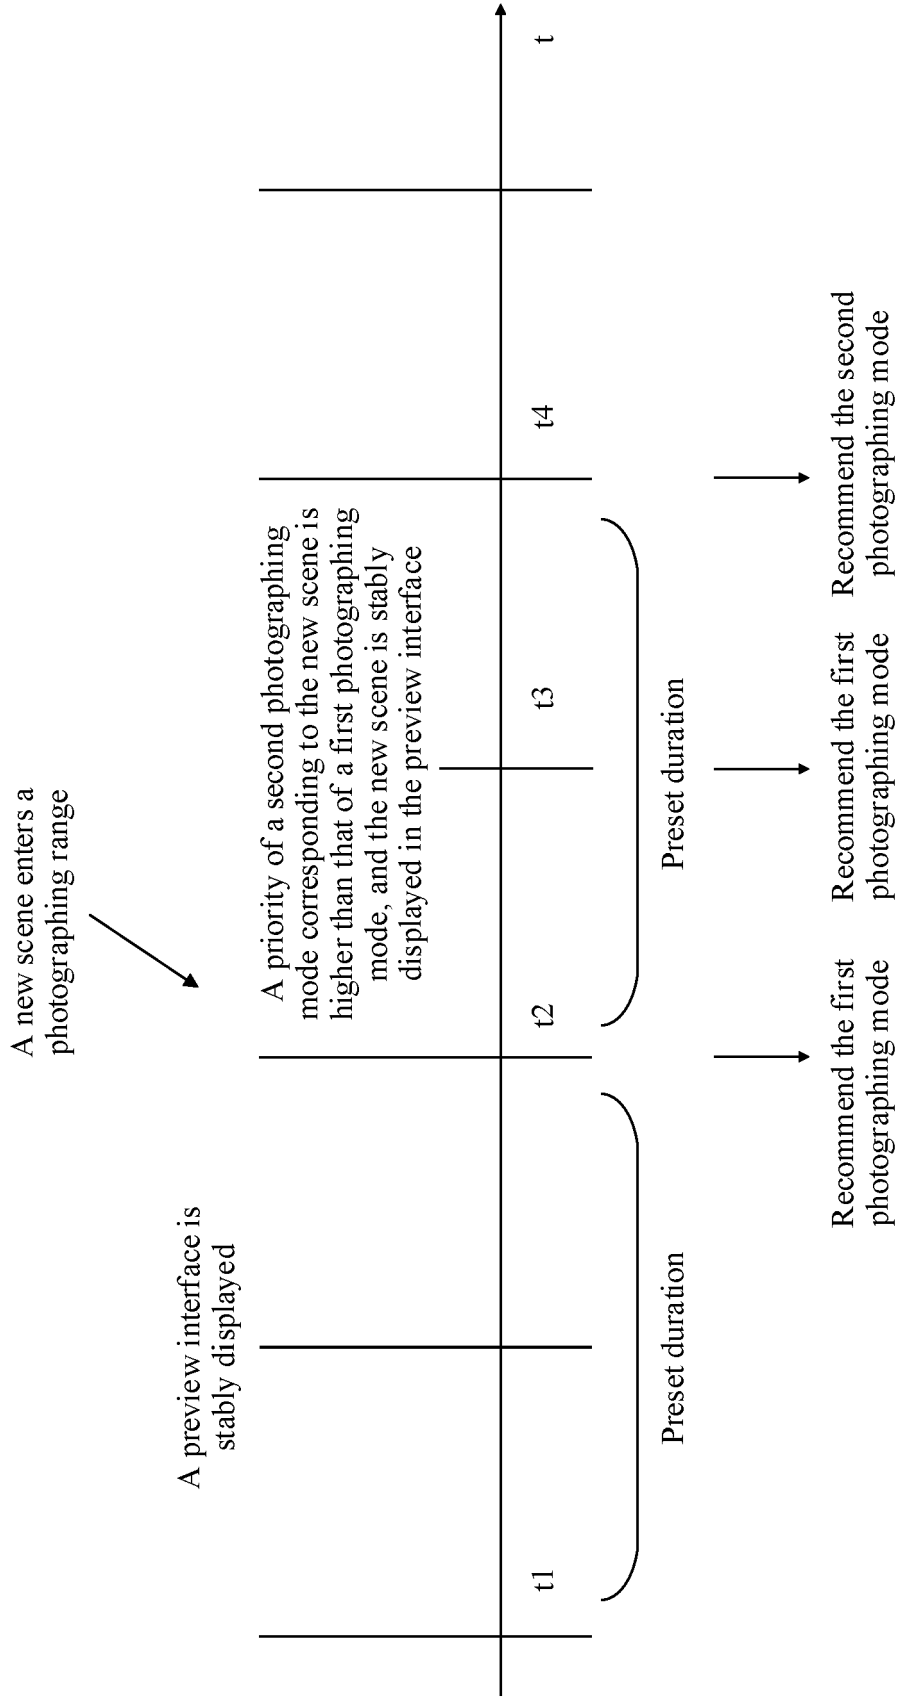 A new scene enters a
photographing range
A preview interface is
stably displayed
A priority of a second photographing
mode corresponding to the new scene is
higher than that of a first photographing
mode, and the new scene is stably
displayed in the preview interface
t1
t2
t3
t4
t
Preset duration
Preset duration
Recommend the first
photographing mode
Recommend the first
photographing mode
Recommend the second
photographing mode